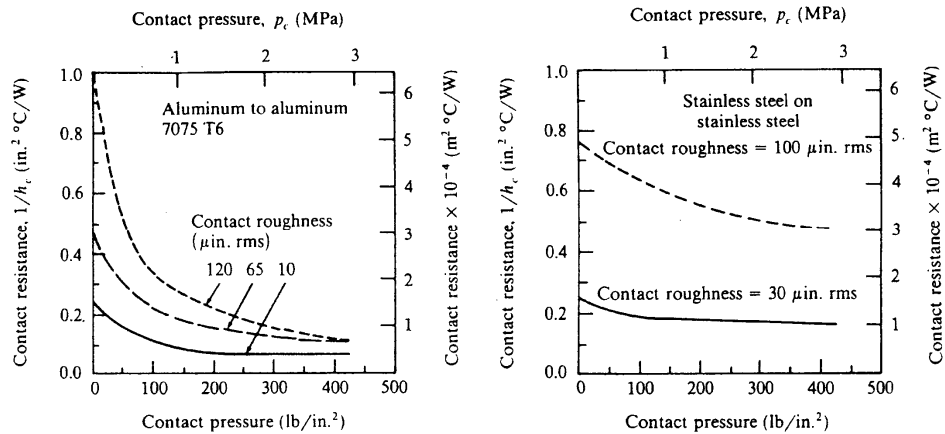 Contact pressure, p_c (MPa)
1 2 3
Contact resistance, 1/h_c (in.² °C/W)
1.0
0.8
0.6
0.4
0.2
0.0
Aluminum to aluminum
7075 T6
Contact roughness
(μin. rms)
120 65 10
6
5
4
3
2
1
Contact resistance × 10⁻⁴ (m² °C/W)
0 100 200 300 400 500
Contact pressure (lb/in.²)
Contact pressure, p_c (MPa)
1 2 3
Contact resistance, 1/h_c (in.² °C/W)
1.0
0.8
0.6
0.4
0.2
0.0
Stainless steel on
stainless steel
Contact roughness = 100 μin. rms
Contact roughness = 30 μin. rms
6
5
4
3
2
1
Contact resistance × 10⁻⁴ (m² °C/W)
0 100 200 300 400 500
Contact pressure (lb/in.²)